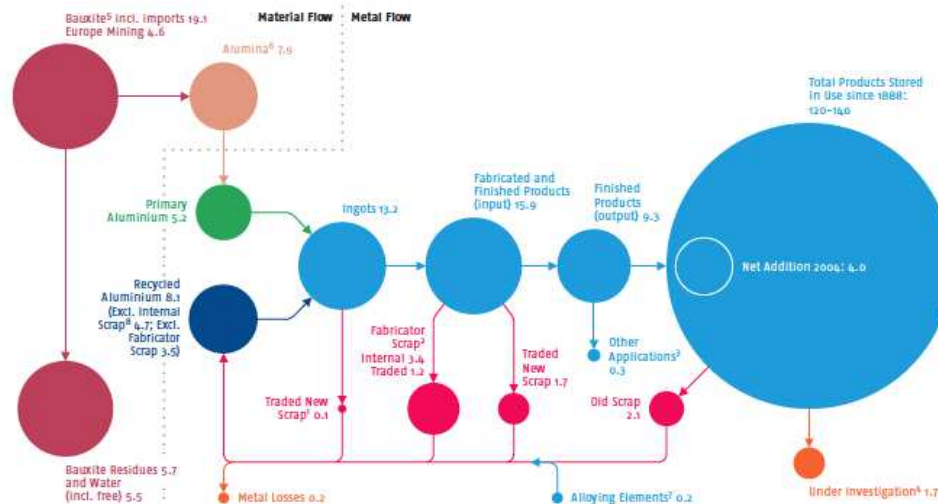 Bauxite⁵ incl. imports 19.1
Europe Mining 4.6
Material Flow
Metal Flow
Alumina⁶ 7.9
Total Products Stored
in Use since 1888:
120–140
Primary
Aluminium 5.2
Ingots 13.2
Fabricated and
Finished Products
(input) 15.9
Finished
Products
(output) 9.3
Net Addition 2004: 4.0
Recycled
Aluminium 8.1
(Excl. Internal
Scrap⁸ 4.7; Excl.
Fabricator
Scrap 3.5)
Traded New
Scrap¹ 0.1
Fabricator
Scrap²
Internal 3.4
Traded 1.2
Traded
New
Scrap 1.7
Other
Applications³
0.3
Old Scrap
2.1
Bauxite Residues 5.7
and Water
(incl. free) 5.5
Metal Losses 0.2
Alloying Elements⁷ 0.2
Under Investigation⁴ 1.7